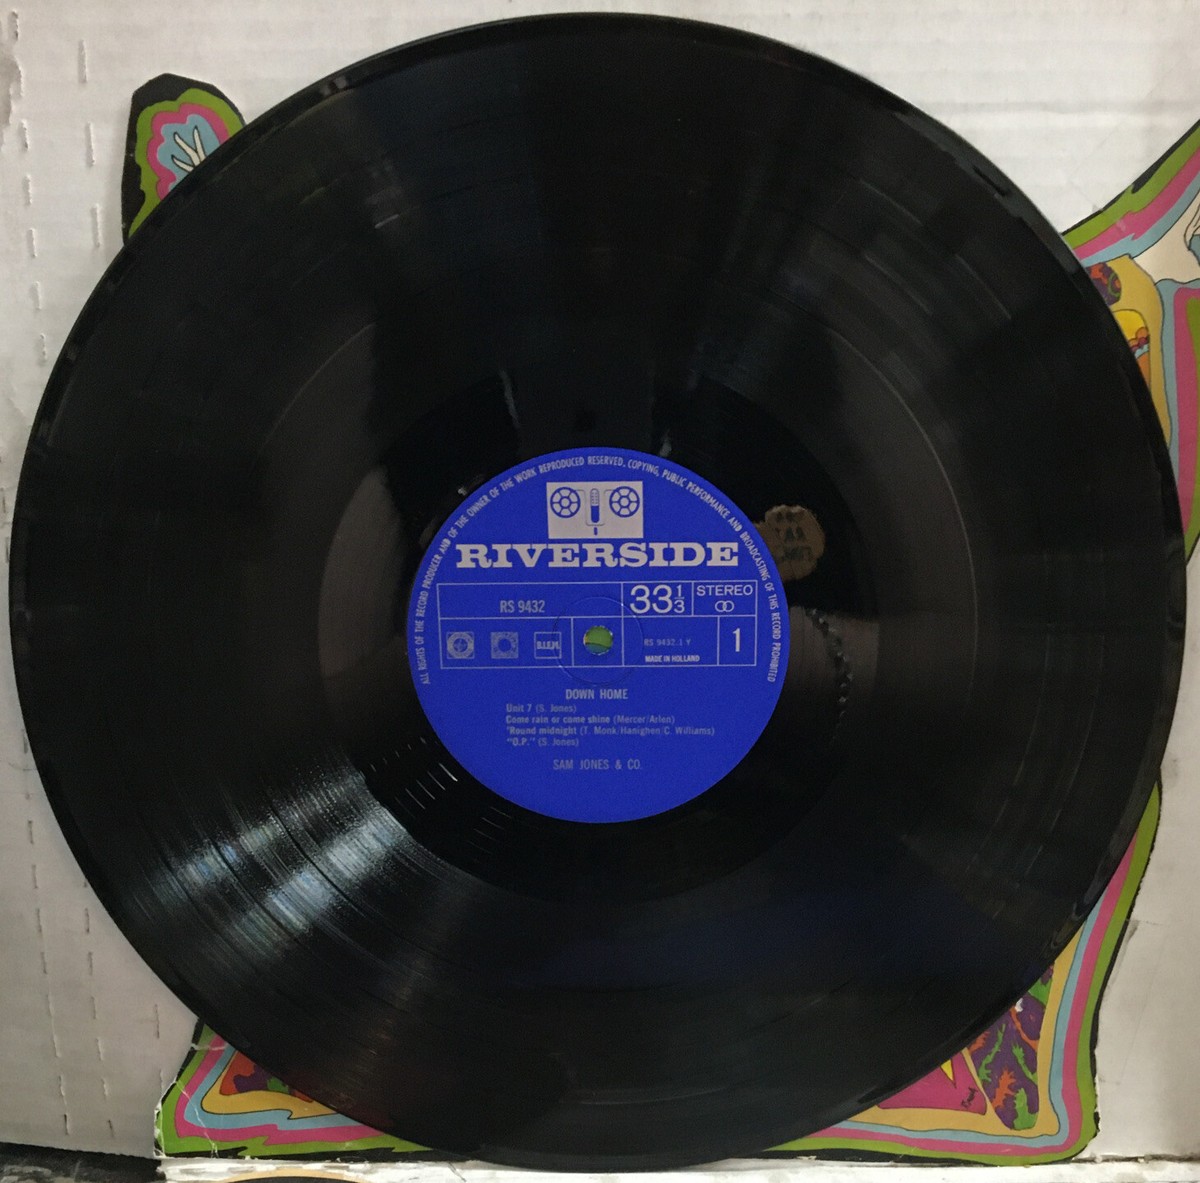 ALL RIGHTS OF THE RECORD PRODUCER AND OF THE OWNER OF THE WORK REPRODUCED RESERVED. COPYING, PUBLIC PERFORMANCE AND BROADCASTING OF THIS RECORD PROHIBITED
RIVERSIDE
RS 9432
33⅓
STEREO
B.I.E.M.
RS 9432.1 Y
MADE IN HOLLAND
1
DOWN HOME
Unit 7 (S. Jones)
Come rain or come shine (Mercer/Arlen)
'Round midnight (T. Monk/Hanighen/C. Williams)
"O.P." (S. Jones)
SAM JONES & CO.